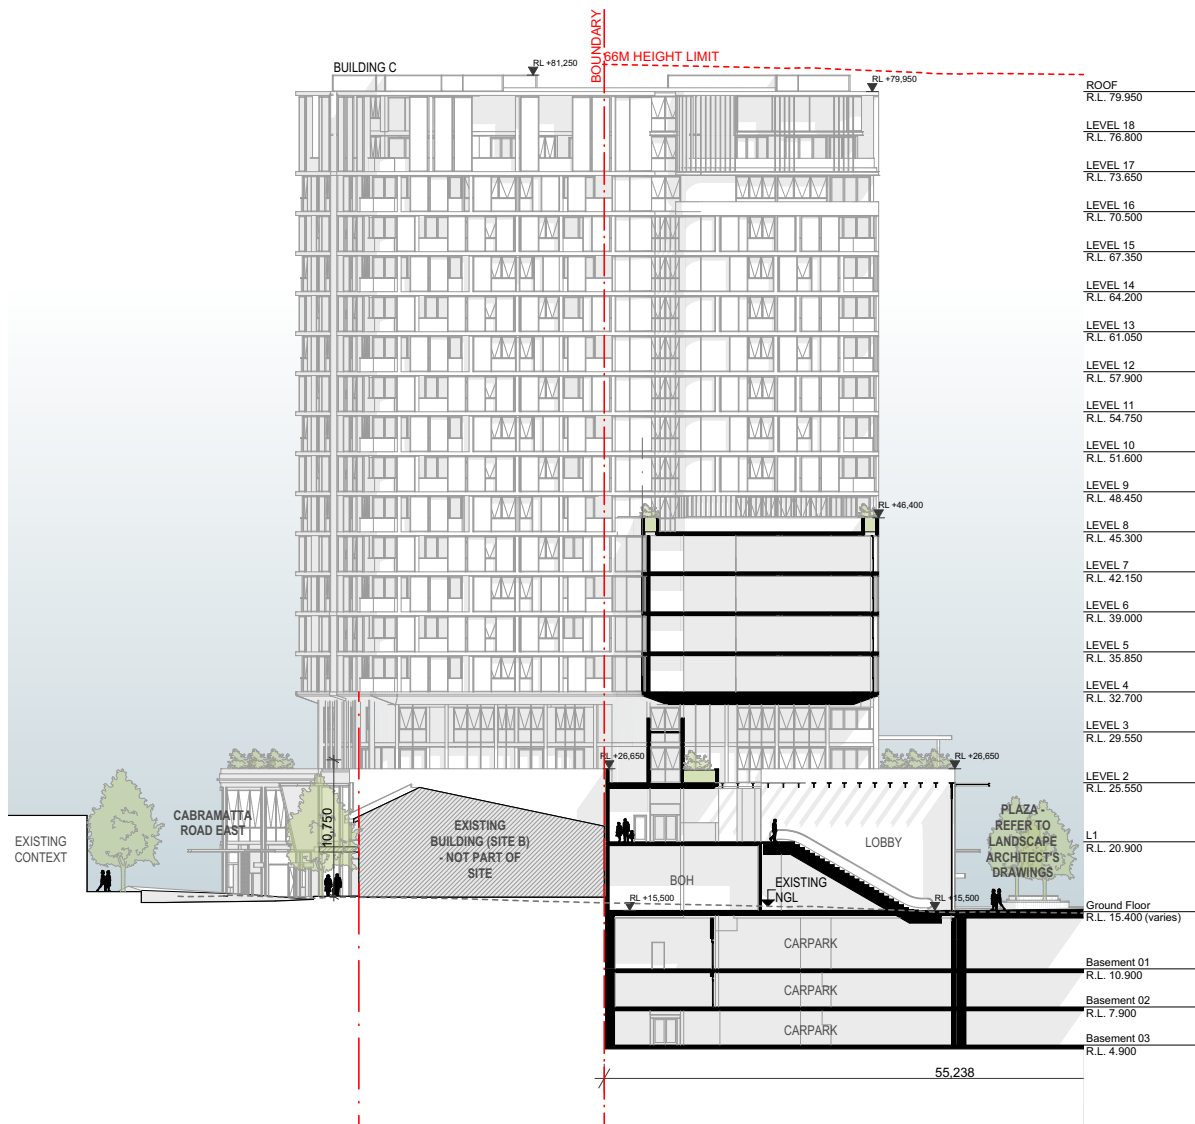 BOUNDARY
66M HEIGHT LIMIT
RL +81,250
BUILDING C
RL +79,950
ROOF
R.L. 79.950
LEVEL 18
R.L. 76.800
LEVEL 17
R.L. 73.650
LEVEL 16
R.L. 70.500
LEVEL 15
R.L. 67.350
LEVEL 14
R.L. 64.200
LEVEL 13
R.L. 61.050
LEVEL 12
R.L. 57.900
LEVEL 11
R.L. 54.750
LEVEL 10
R.L. 51.600
LEVEL 9
R.L. 48.450
RL +46,400
LEVEL 8
R.L. 45.300
LEVEL 7
R.L. 42.150
LEVEL 6
R.L. 39.000
LEVEL 5
R.L. 35.850
LEVEL 4
R.L. 32.700
LEVEL 3
R.L. 29.550
RL +26,650
RL +26,650
LEVEL 2
R.L. 25.550
CABRAMATTA
ROAD EAST
10,750
EXISTING
BUILDING (SITE B)
- NOT PART OF
SITE
LOBBY
PLAZA -
REFER TO
LANDSCAPE
ARCHITECT'S
DRAWINGS
L1
R.L. 20.900
EXISTING
CONTEXT
BOH
EXISTING
NGL
RL +15,500
RL +15,500
Ground Floor
R.L. 15.400 (varies)
CARPARK
Basement 01
R.L. 10.900
CARPARK
Basement 02
R.L. 7.900
CARPARK
Basement 03
R.L. 4.900
55,238